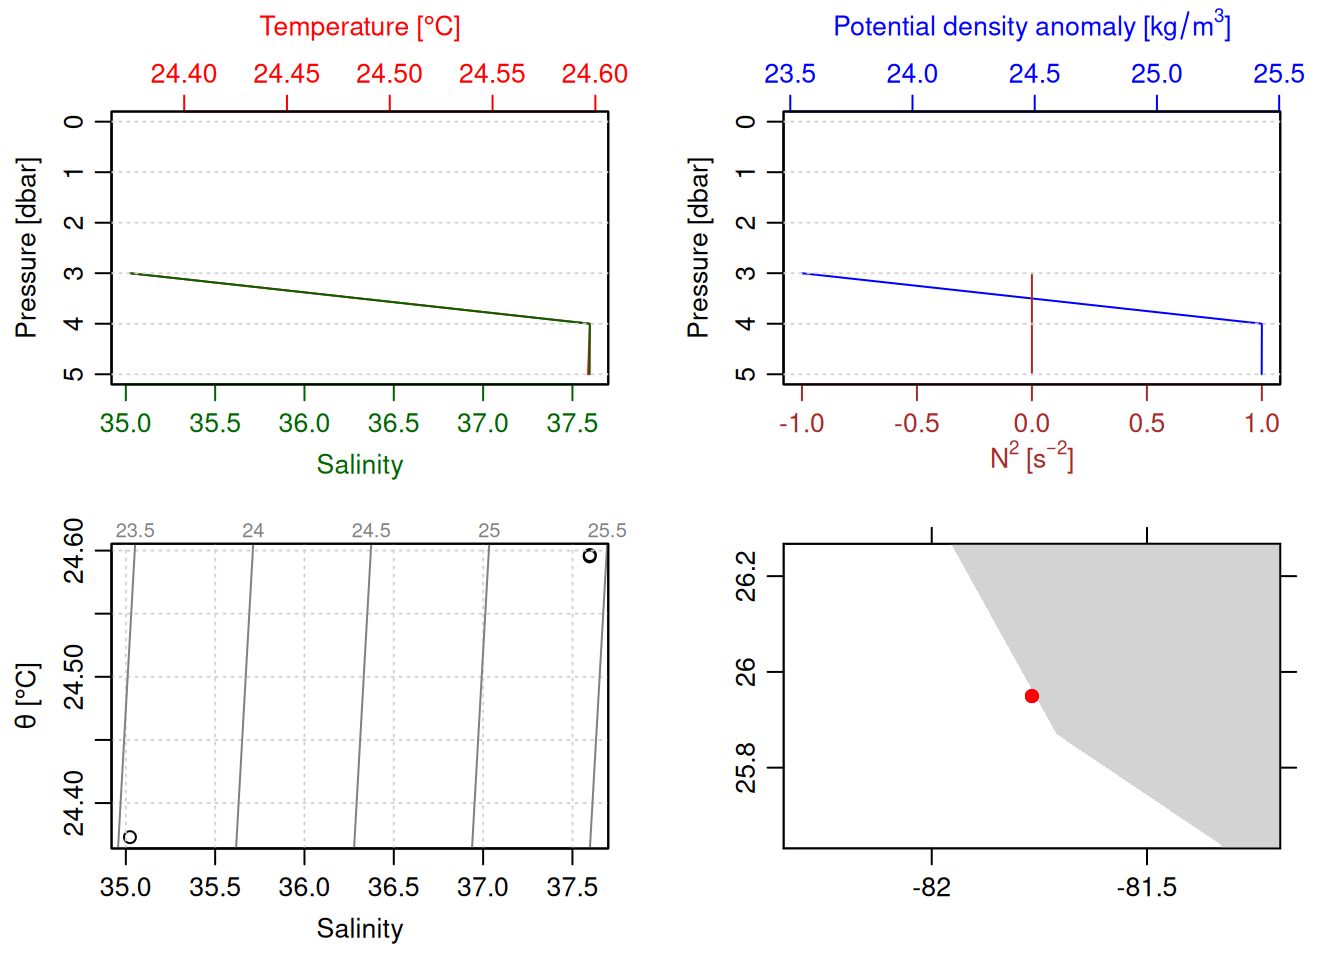 Temperature [°C]
24.40 24.45 24.50 24.55 24.60
0
1
2
3
4
5
Pressure [dbar]
35.0 35.5 36.0 36.5 37.0 37.5
Salinity
Potential density anomaly [kg/m³]
23.5 24.0 24.5 25.0 25.5
0
1
2
3
4
5
Pressure [dbar]
-1.0 -0.5 0.0 0.5 1.0
N² [s⁻²]
23.5 24 24.5 25 25.5
24.60
24.50
24.40
θ [°C]
35.0 35.5 36.0 36.5 37.0 37.5
Salinity
26.2
26
25.8
-82 -81.5